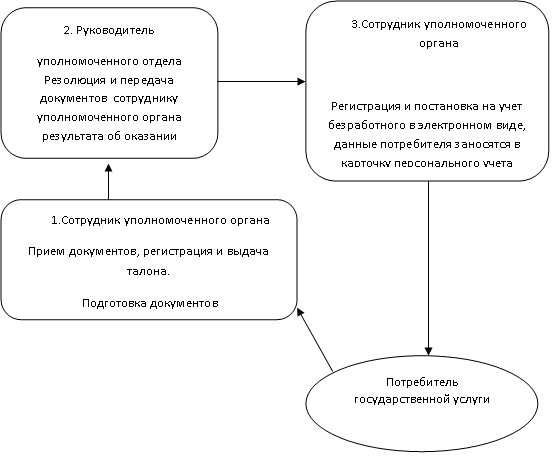 2. Руководитель
уполномоченного отдела
Резолюция и передача
документов сотруднику
уполномоченного органа
результата об оказании
3.Сотрудник уполномоченного
органа
Регистрация и постановка на учет
безработного в электронном виде,
данные потребителя заносятся в
карточку персонального учета
1.Сотрудник уполномоченного органа
Прием документов, регистрация и выдача
талона.
Подготовка документов
Потребитель
государственной услуги